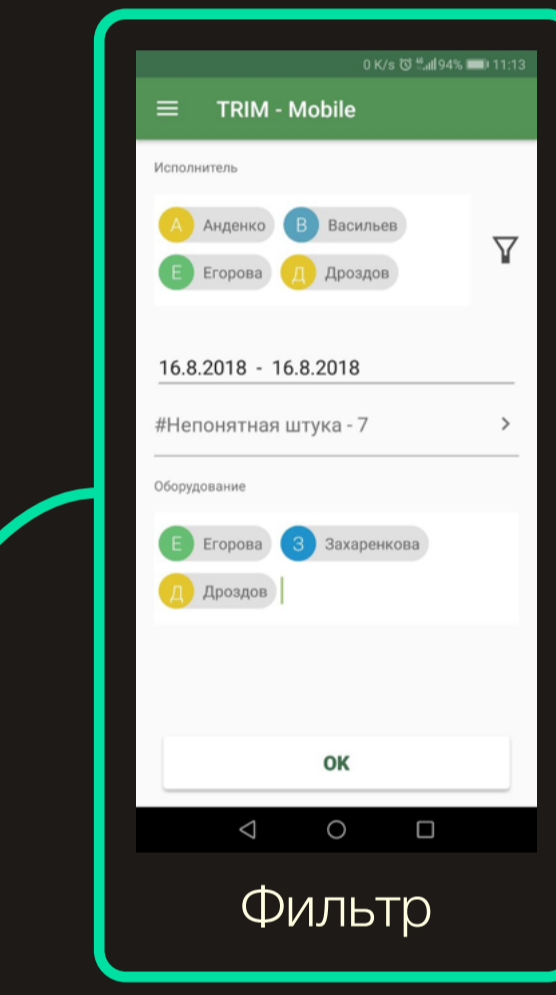 0 K/s 94% 11:13
TRIM - Mobile
Исполнитель
А Анденко В Васильев
Е Егорова Д Дроздов
16.8.2018 - 16.8.2018
#Непонятная штука - 7
Оборудование
Е Егорова З Захаренкова
Д Дроздов
ОК
Фильтр